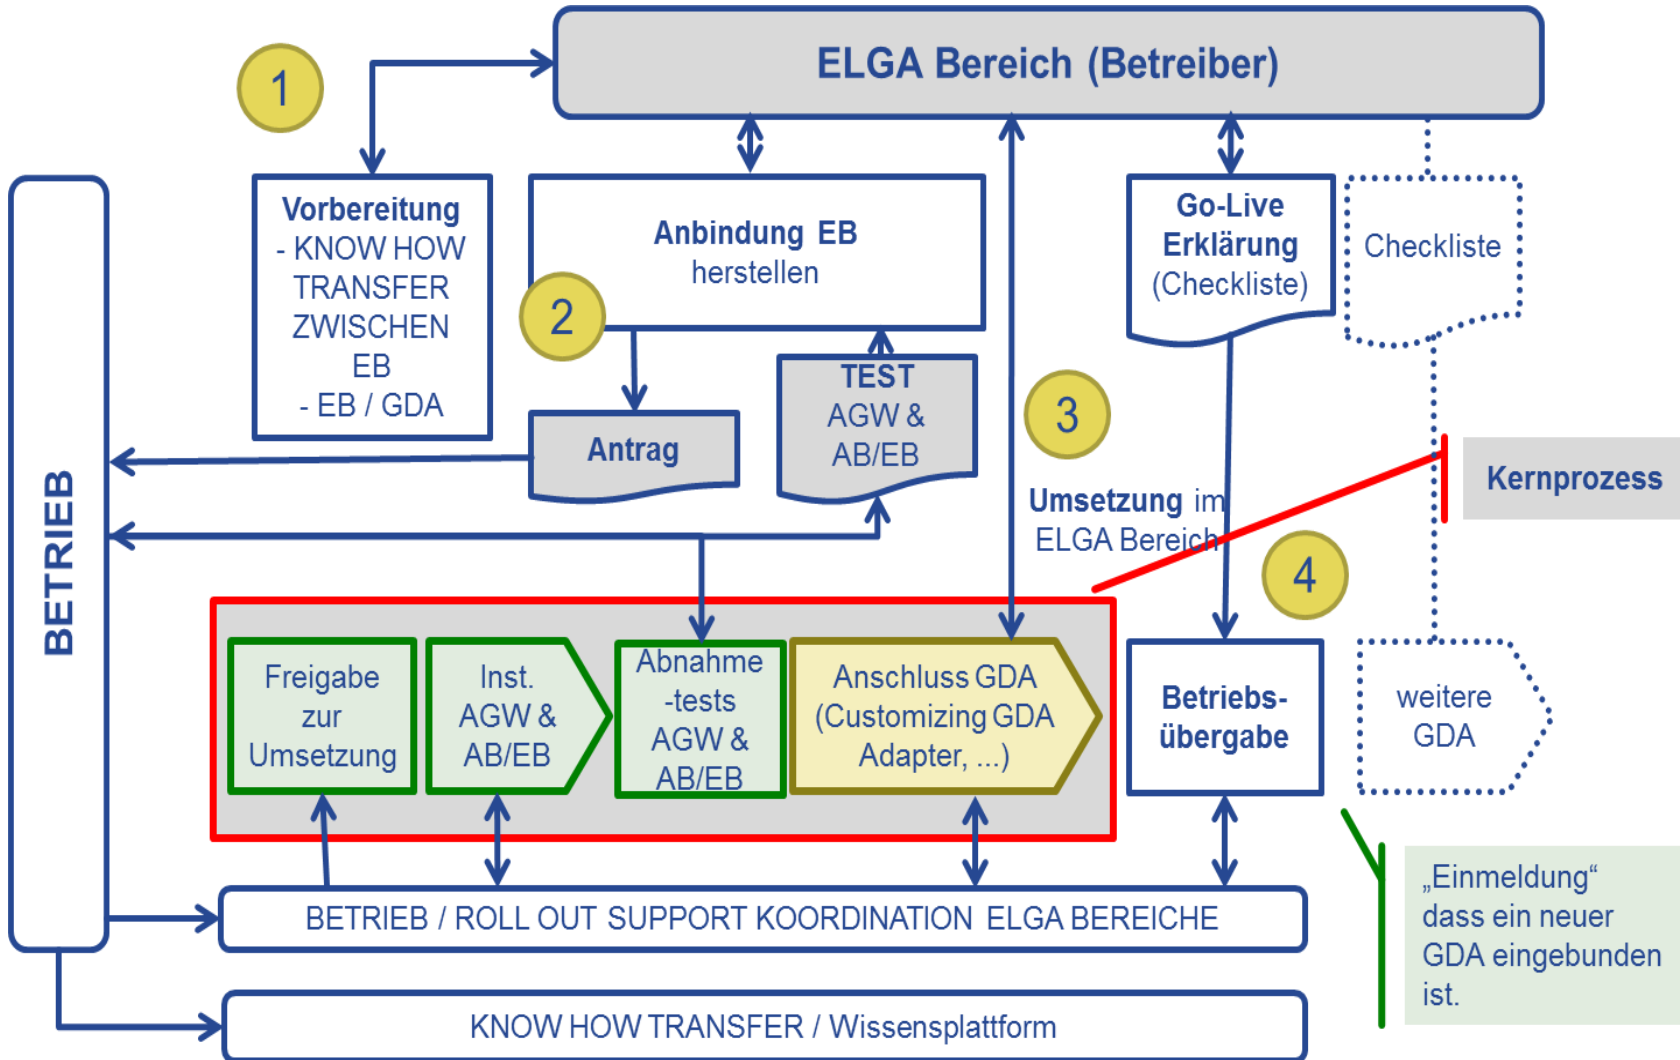 ELGA Bereich (Betreiber)
1
Vorbereitung
- KNOW HOW
TRANSFER
ZWISCHEN
EB
- EB / GDA
Anbindung EB
herstellen
2
Go-Live
Erklärung
(Checkliste)
Checkliste
BETRIEB
Antrag
TEST
AGW &
AB/EB
3
Umsetzung im
ELGA Bereich
Kernprozess
4
Freigabe
zur
Umsetzung
Inst.
AGW &
AB/EB
Abnahme
-tests
AGW &
AB/EB
Anschluss GDA
(Customizing GDA
Adapter, ...)
Betriebs-
übergabe
weitere
GDA
BETRIEB / ROLL OUT SUPPORT KOORDINATION ELGA BEREICHE
„Einmeldung“
dass ein neuer
GDA eingebunden
ist.
KNOW HOW TRANSFER / Wissensplattform